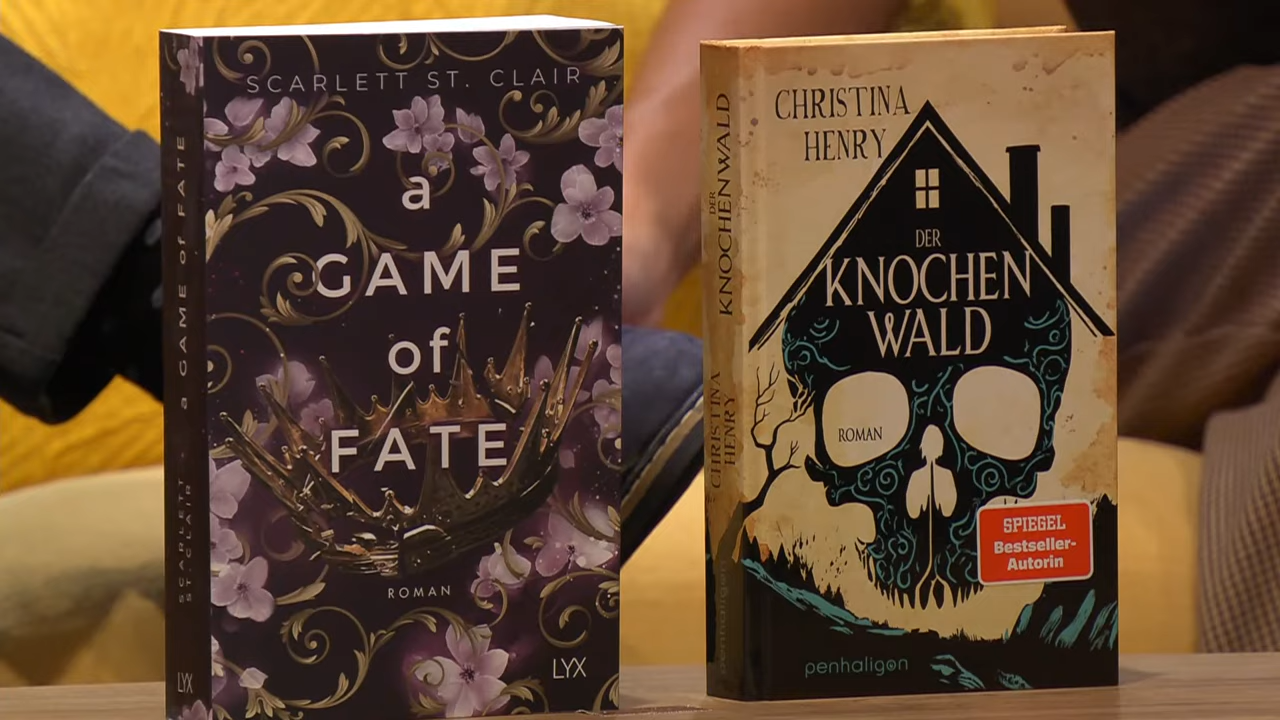 SCARLETT ST. CLAIR
a
GAME
of
FATE
ROMAN
LYX
SCARLETT
ST. CLAIR
a GAME of FATE
LYX
CHRISTINA
HENRY
DER
KNOCHEN
WALD
ROMAN
SPIEGEL
Bestseller-
Autorin
penhaligon
DER
KNOCHENWALD
CHRISTINA
HENRY
penhaligon